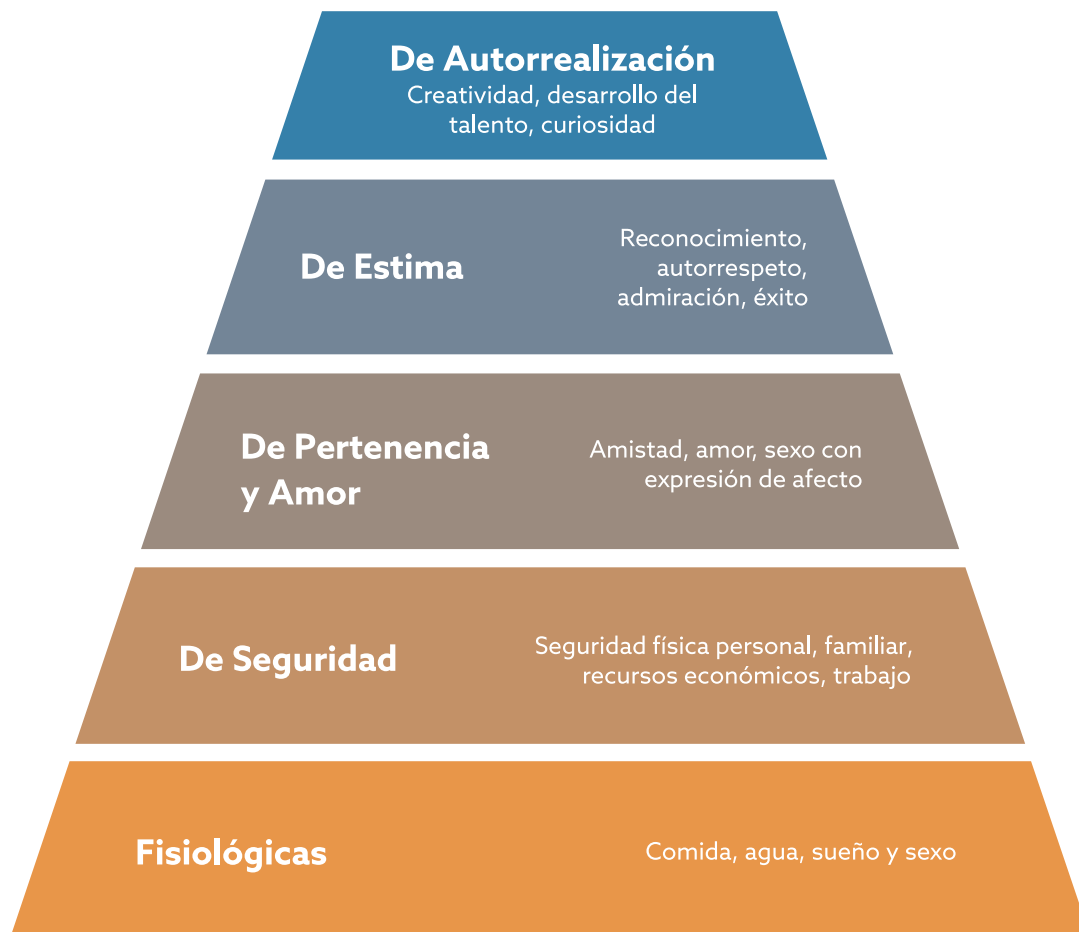 De Autorrealización
Creatividad, desarrollo del
talento, curiosidad
De Estima
Reconocimiento,
autorrespeto,
admiración, éxito
De Pertenencia
y Amor
Amistad, amor, sexo con
expresión de afecto
De Seguridad
Seguridad física personal, familiar,
recursos económicos, trabajo
Fisiológicas
Comida, agua, sueño y sexo